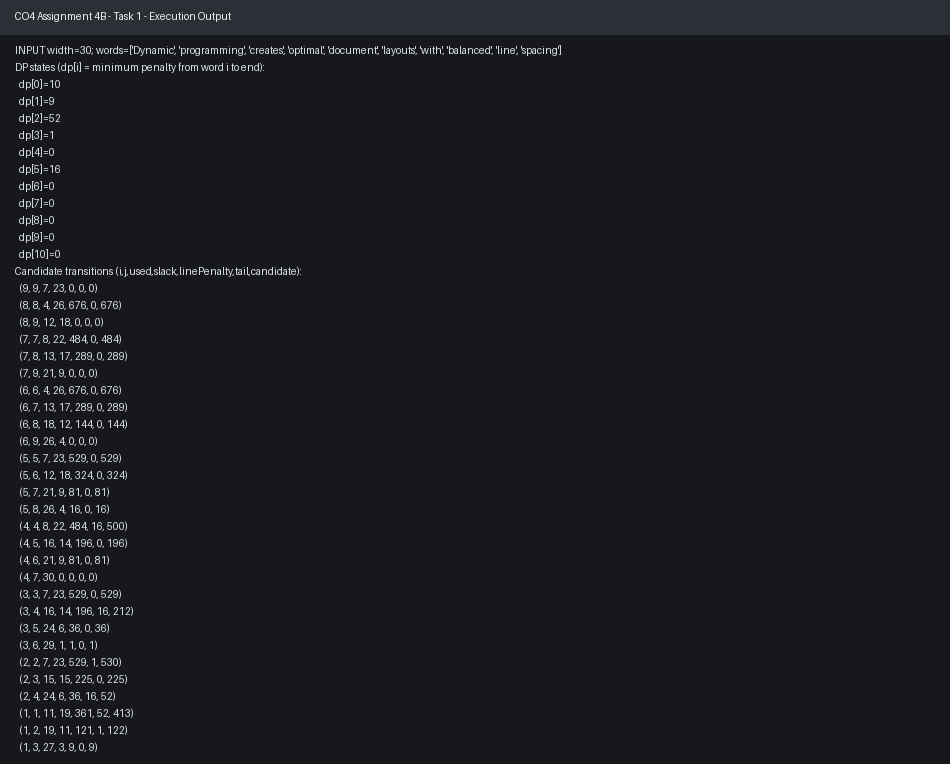 CO4 Assignment 4B - Task 1 - Execution Output
INPUT width=30; words=['Dynamic', 'programming', 'creates', 'optimal', 'document', 'layouts', 'with', 'balanced', 'line', 'spacing']
DP states (dp[i] = minimum penalty from word i to end):
dp[0]=10
dp[1]=9
dp[2]=52
dp[3]=1
dp[4]=0
dp[5]=16
dp[6]=0
dp[7]=0
dp[8]=0
dp[9]=0
dp[10]=0
Candidate transitions (i,j,used,slack,linePenalty,tail,candidate):
(9, 9, 7, 23, 0, 0, 0)
(8, 8, 4, 26, 676, 0, 676)
(8, 9, 12, 18, 0, 0, 0)
(7, 7, 8, 22, 484, 0, 484)
(7, 8, 13, 17, 289, 0, 289)
(7, 9, 21, 9, 0, 0, 0)
(6, 6, 4, 26, 676, 0, 676)
(6, 7, 13, 17, 289, 0, 289)
(6, 8, 18, 12, 144, 0, 144)
(6, 9, 26, 4, 0, 0, 0)
(5, 5, 7, 23, 529, 0, 529)
(5, 6, 12, 18, 324, 0, 324)
(5, 7, 21, 9, 81, 0, 81)
(5, 8, 26, 4, 16, 0, 16)
(4, 4, 8, 22, 484, 16, 500)
(4, 5, 16, 14, 196, 0, 196)
(4, 6, 21, 9, 81, 0, 81)
(4, 7, 30, 0, 0, 0, 0)
(3, 3, 7, 23, 529, 0, 529)
(3, 4, 16, 14, 196, 16, 212)
(3, 5, 24, 6, 36, 0, 36)
(3, 6, 29, 1, 1, 0, 1)
(2, 2, 7, 23, 529, 1, 530)
(2, 3, 15, 15, 225, 0, 225)
(2, 4, 24, 6, 36, 16, 52)
(1, 1, 11, 19, 361, 52, 413)
(1, 2, 19, 11, 121, 1, 122)
(1, 3, 27, 3, 9, 0, 9)